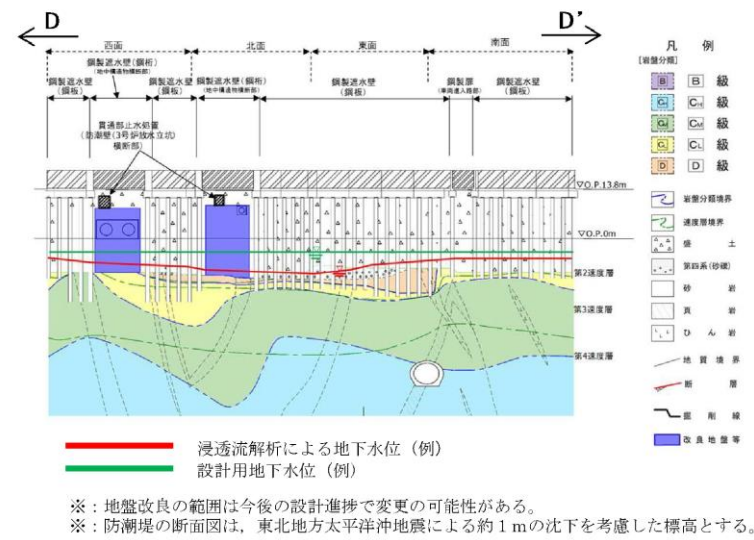 D
D'
西面
北面
東面
南面
鋼製遮水壁(鋼桁)
(地中構造物横断部)
鋼製遮水壁
(鋼板)
鋼製遮水壁
(鋼板)
鋼製遮水壁(鋼桁)
(地中構造物横断部)
鋼製遮水壁
(鋼板)
鋼製扉
(車両進入路部)
鋼製遮水壁
(鋼板)
貫通部止水処置
(防潮壁(3号炉放水立坑)
横断部)
▽O.P.13.8m
▽O.P.0m
第2速度層
第3速度層
第4速度層
凡例
[岩盤分類]
B B 級
CH CH 級
CM CM 級
CL CL 級
D D 級
岩盤分類境界
速度層境界
盛土
第四系(砂礫)
砂岩
頁岩
ひん岩
地質境界
断層
掘削線
改良地盤等
浸透流解析による地下水位(例)
設計用地下水位(例)
※:地盤改良の範囲は今後の設計進捗で変更の可能性がある。
※:防潮堤の断面図は,東北地方太平洋沖地震による約1mの沈下を考慮した標高とする。